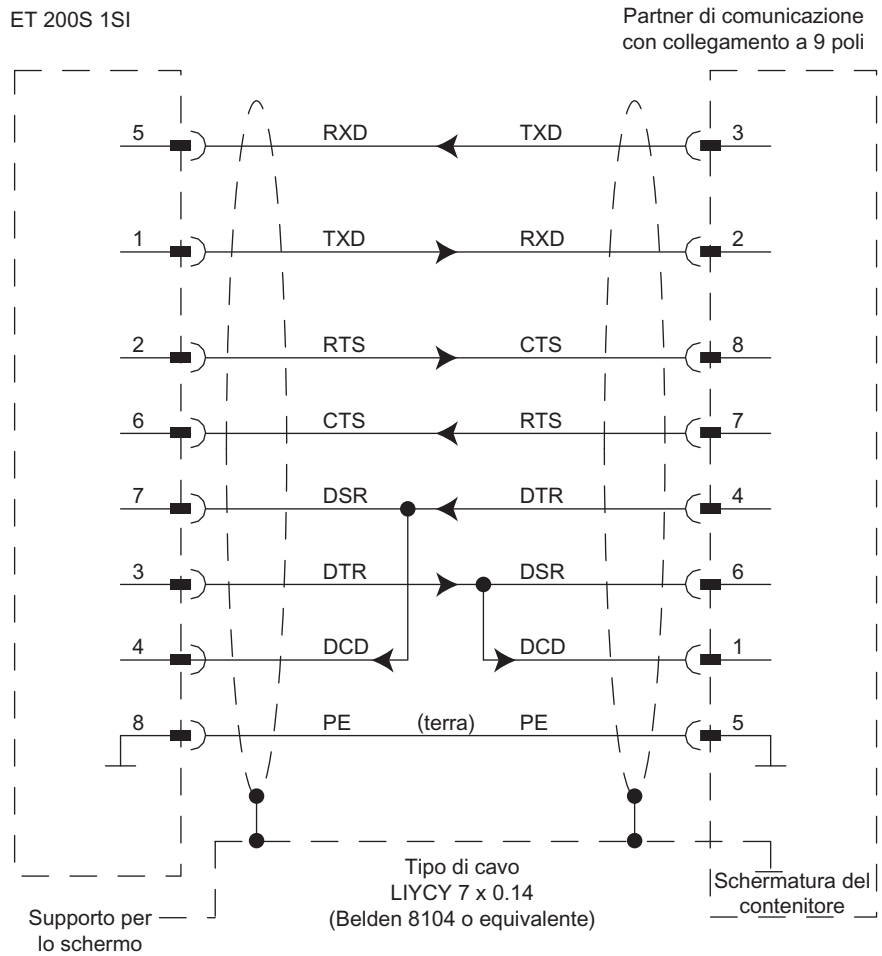 ET 200S 1SI
Partner di comunicazione
con collegamento a 9 poli
5 RXD TXD 3
1 TXD RXD 2
2 RTS CTS 8
6 CTS RTS 7
7 DSR DTR 4
3 DTR DSR 6
4 DCD DCD 1
8 PE (terra) PE 5
Tipo di cavo
LIYCY 7 x 0.14
(Belden 8104 o equivalente)
Supporto per
lo schermo
Schermatura del
contenitore